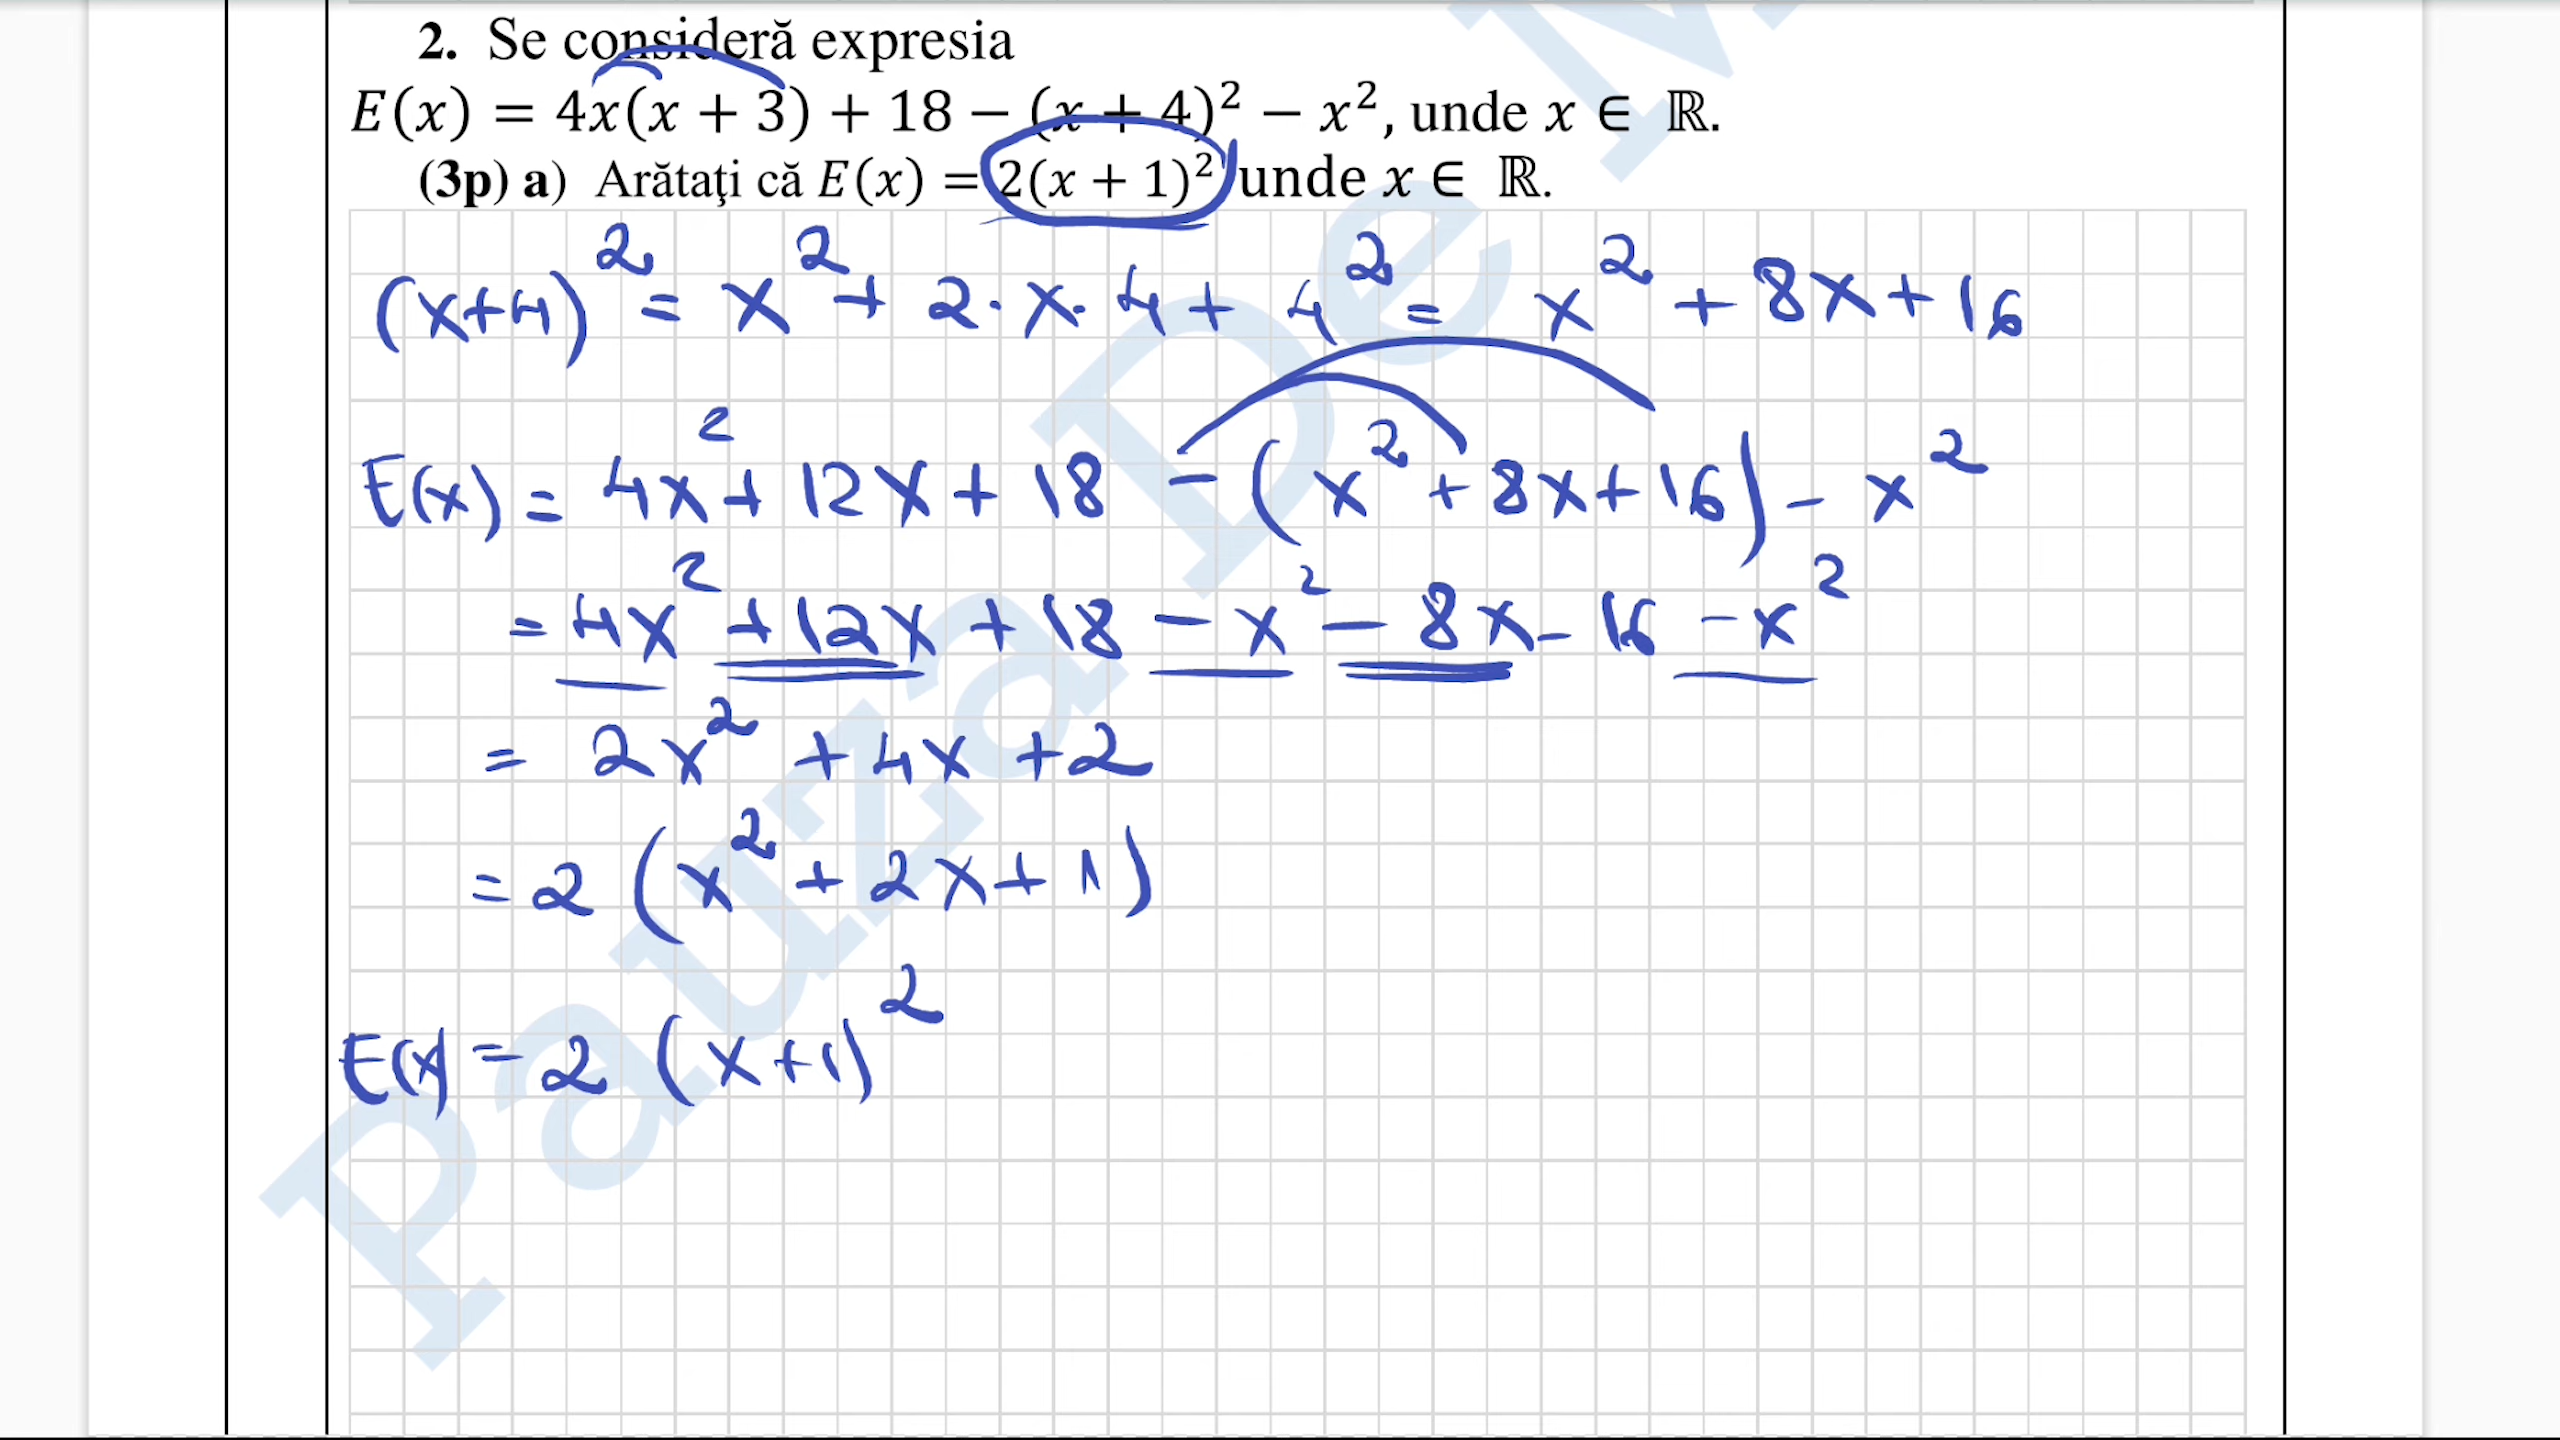 2. Se consideră expresia
E(x) = 4x(x + 3) + 18 − (x + 4)² − x², unde x ∈ ℝ.
(3p) a) Arătaţi că E(x) = 2(x + 1)² unde x ∈ ℝ.
(x+4)² = x² + 2·x·4 + 4² = x² + 8x + 16
E(x) = 4x² + 12x + 18 − (x² + 8x + 16) − x²
= 4x² + 12x + 18 − x² − 8x − 16 − x²
= 2x² + 4x + 2
= 2 (x² + 2x + 1)
E(x) = 2 (x+1)²
Pauza De M